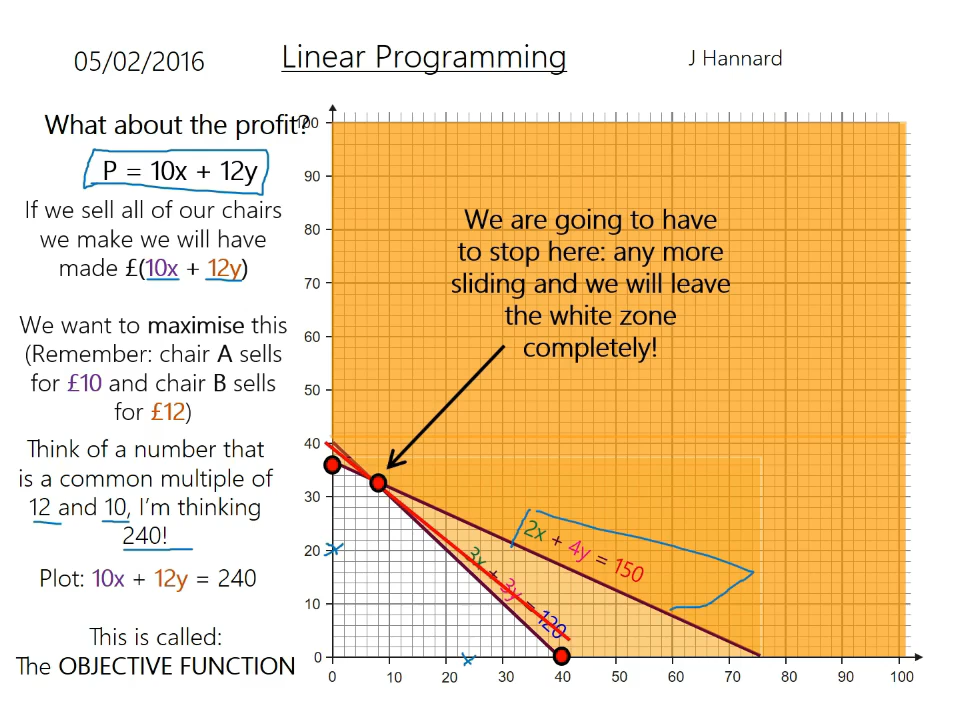 05/02/2016
Linear Programming
J Hannard
What about the profit?
P = 10x + 12y
If we sell all of our chairs
we make we will have
made £(10x + 12y)
We want to maximise this
(Remember: chair A sells
for £10 and chair B sells
for £12)
Think of a number that
is a common multiple of
12 and 10, I'm thinking
240!
Plot: 10x + 12y = 240
This is called:
The OBJECTIVE FUNCTION
We are going to have
to stop here: any more
sliding and we will leave
the white zone
completely!
2x + 4y = 150
3x + 3y = 120
100
90
80
70
60
50
40
30
20
10
0
0 10 20 30 40 50 60 70 80 90 100